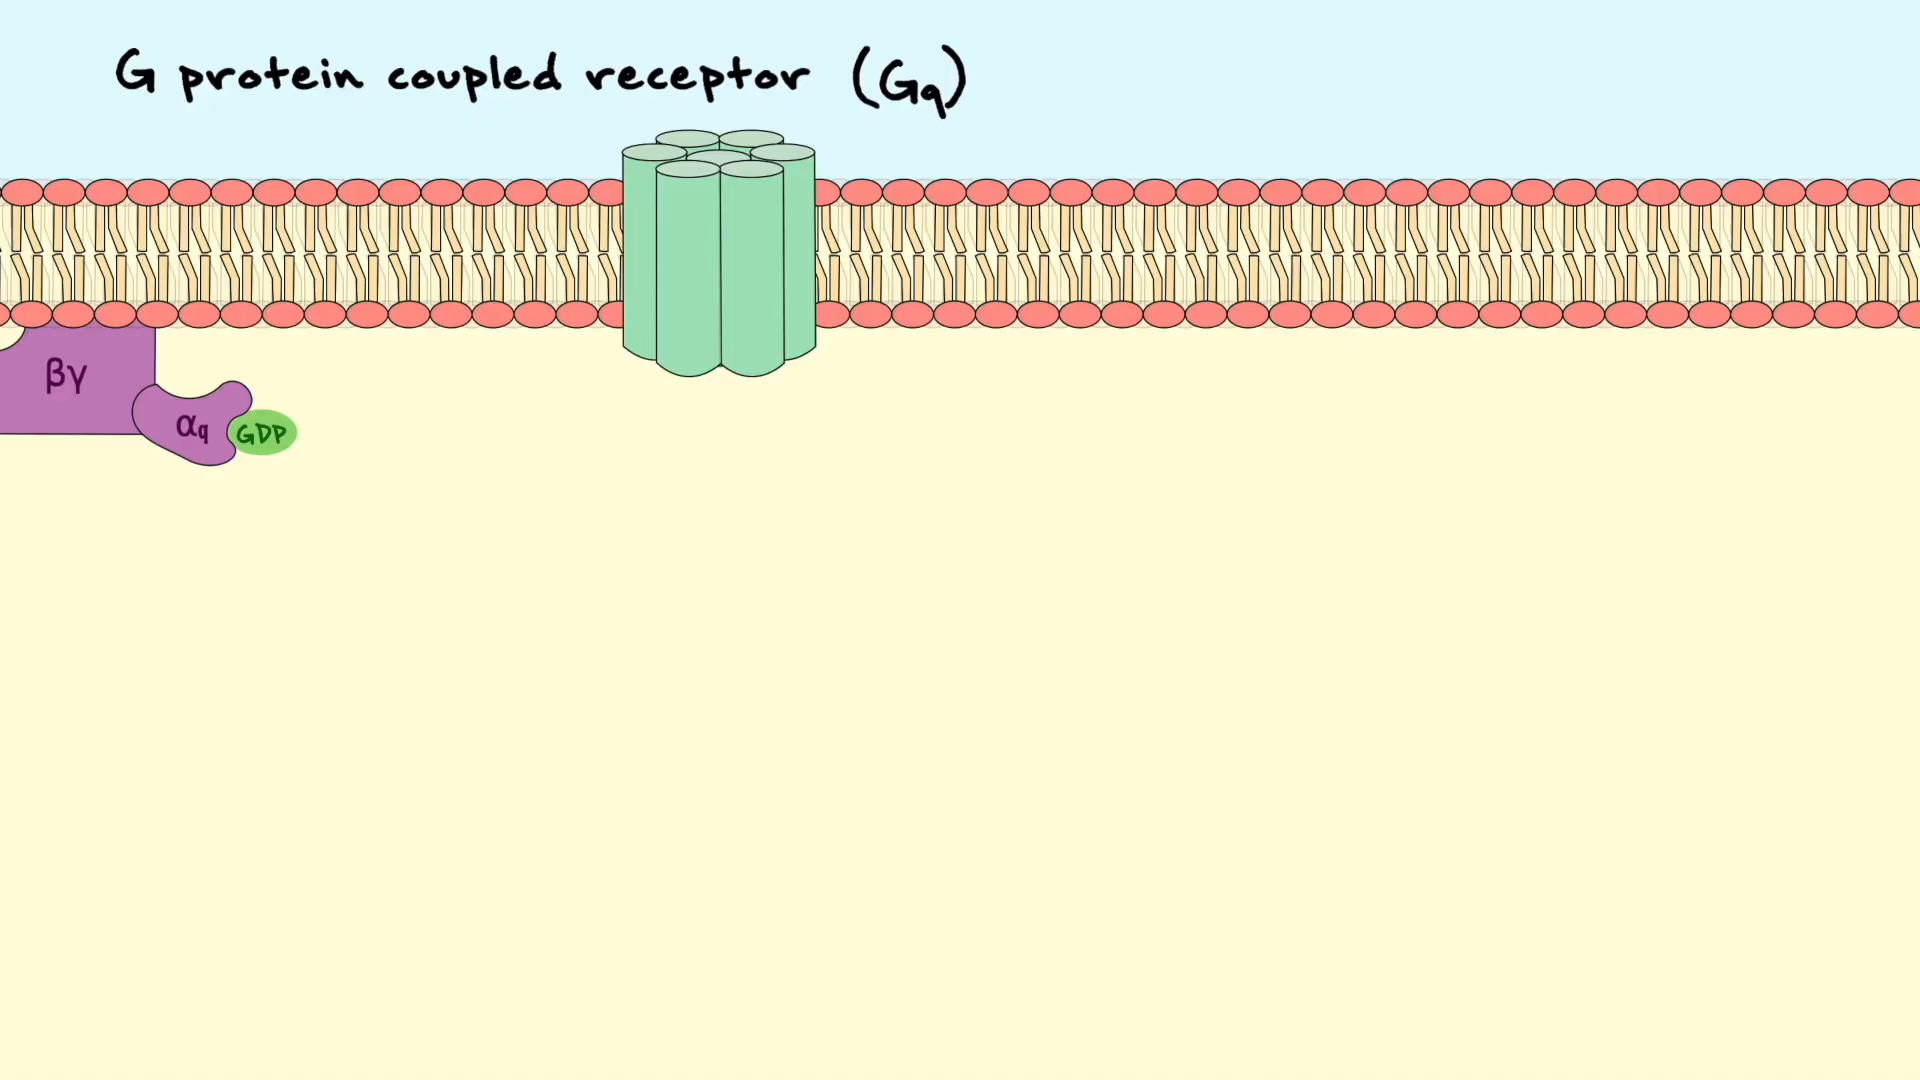 G protein coupled receptor (Gq)
βγ
αq
GDP